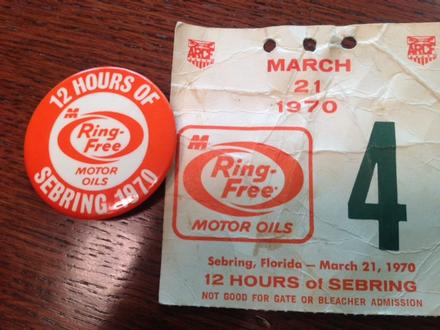 12 HOURS OF
M
Ring-
Free
MOTOR
OILS
SEBRING 1970
ARCF
ARCF
MARCH
21
1970
M
Ring-
Free
MOTOR OILS
4
Sebring, Florida — March 21, 1970
12 HOURS of SEBRING
NOT GOOD FOR GATE OR BLEACHER ADMISSION